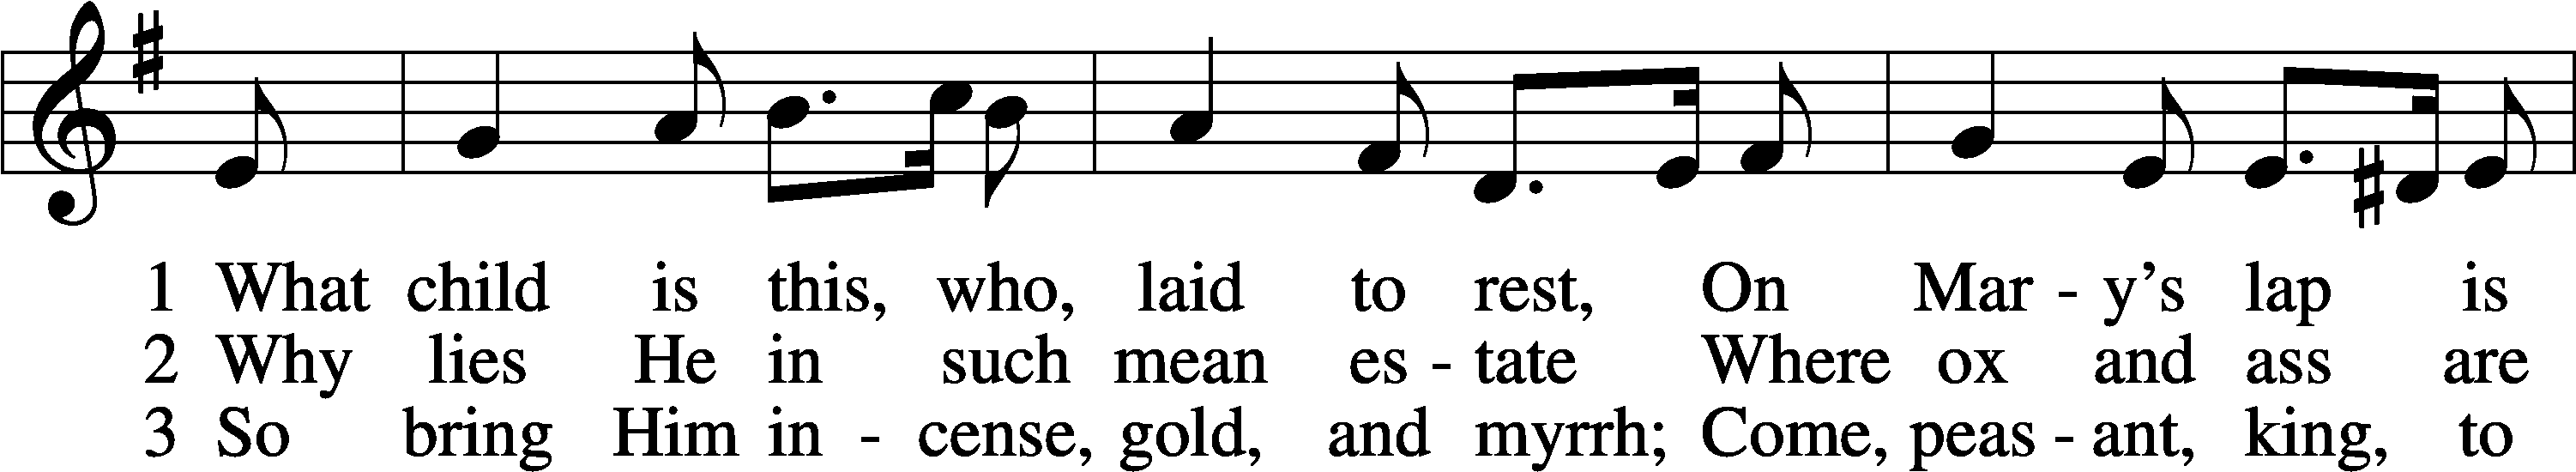 1 What child is this, who, laid to rest, On Mar - y’s lap is
2 Why lies He in such mean es - tate Where ox and ass are
3 So bring Him in - cense, gold, and myrrh; Come, peas - ant, king, to